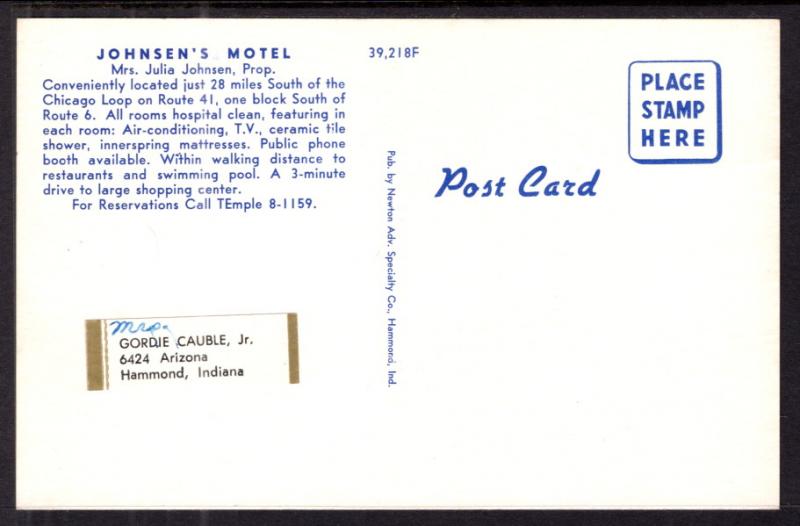 JOHNSEN'S MOTEL
Mrs. Julia Johnsen, Prop.
Conveniently located just 28 miles South of the
Chicago Loop on Route 41, one block South of
Route 6. All rooms hospital clean, featuring in
each room: Air-conditioning, T.V., ceramic tile
shower, innerspring mattresses. Public phone
booth available. Within walking distance to
restaurants and swimming pool. A 3-minute
drive to large shopping center.
For Reservations Call TEmple 8-1159.
Mrs.
GORDIE CAUBLE, Jr.
6424 Arizona
Hammond, Indiana
39,218F
Pub. by Newton Adv. Specialty Co., Hammond, Ind.
Post Card
PLACE
STAMP
HERE